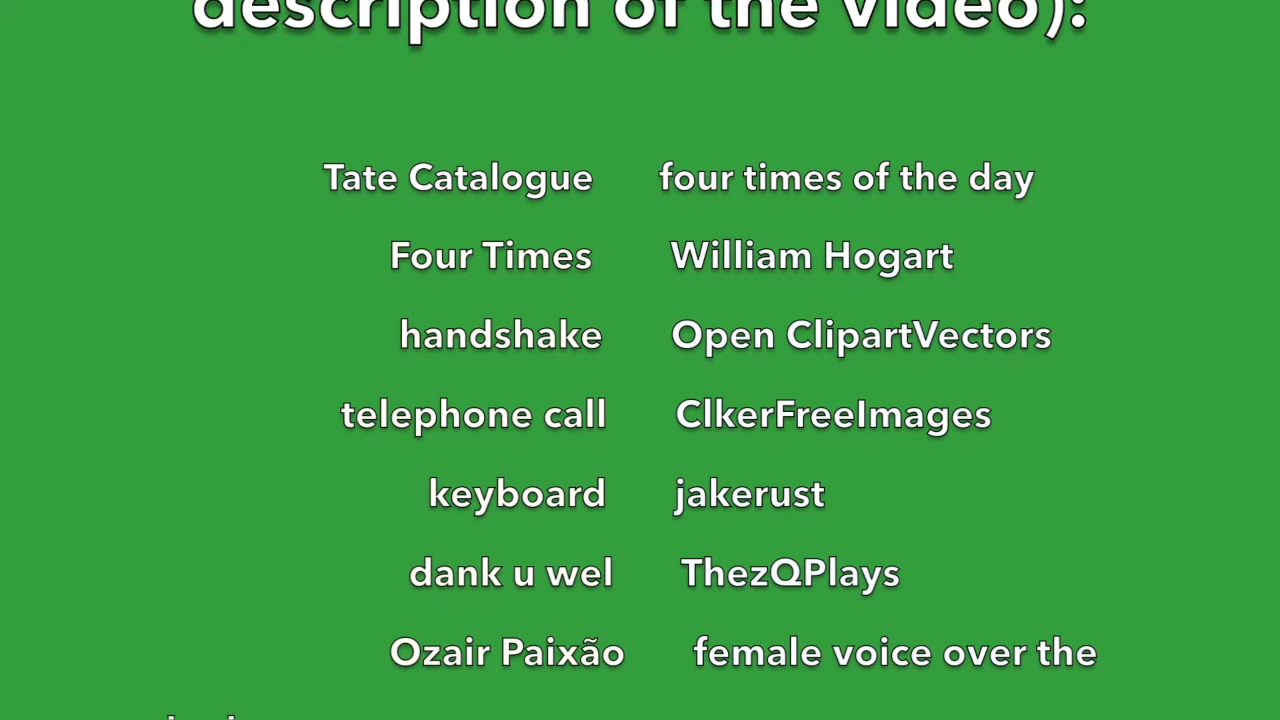 description of the video):
Tate Catalogue four times of the day
Four Times William Hogart
handshake Open ClipartVectors
telephone call ClkerFreeImages
keyboard jakerust
dank u wel ThezQPlays
Ozair Paixão female voice over the